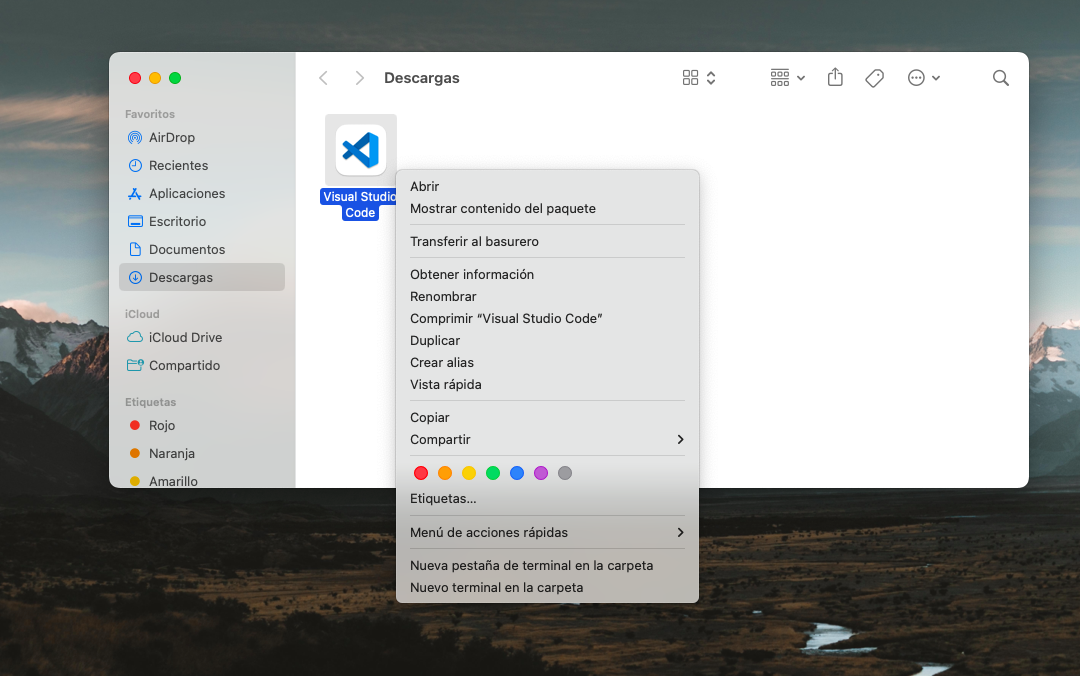 Descargas
Favoritos
AirDrop
Recientes
Aplicaciones
Escritorio
Documentos
Descargas
iCloud
iCloud Drive
Compartido
Etiquetas
Rojo
Naranja
Amarillo
Visual Studio
Code
Abrir
Mostrar contenido del paquete
Transferir al basurero
Obtener información
Renombrar
Comprimir “Visual Studio Code”
Duplicar
Crear alias
Vista rápida
Copiar
Compartir
Etiquetas...
Menú de acciones rápidas
Nueva pestaña de terminal en la carpeta
Nuevo terminal en la carpeta